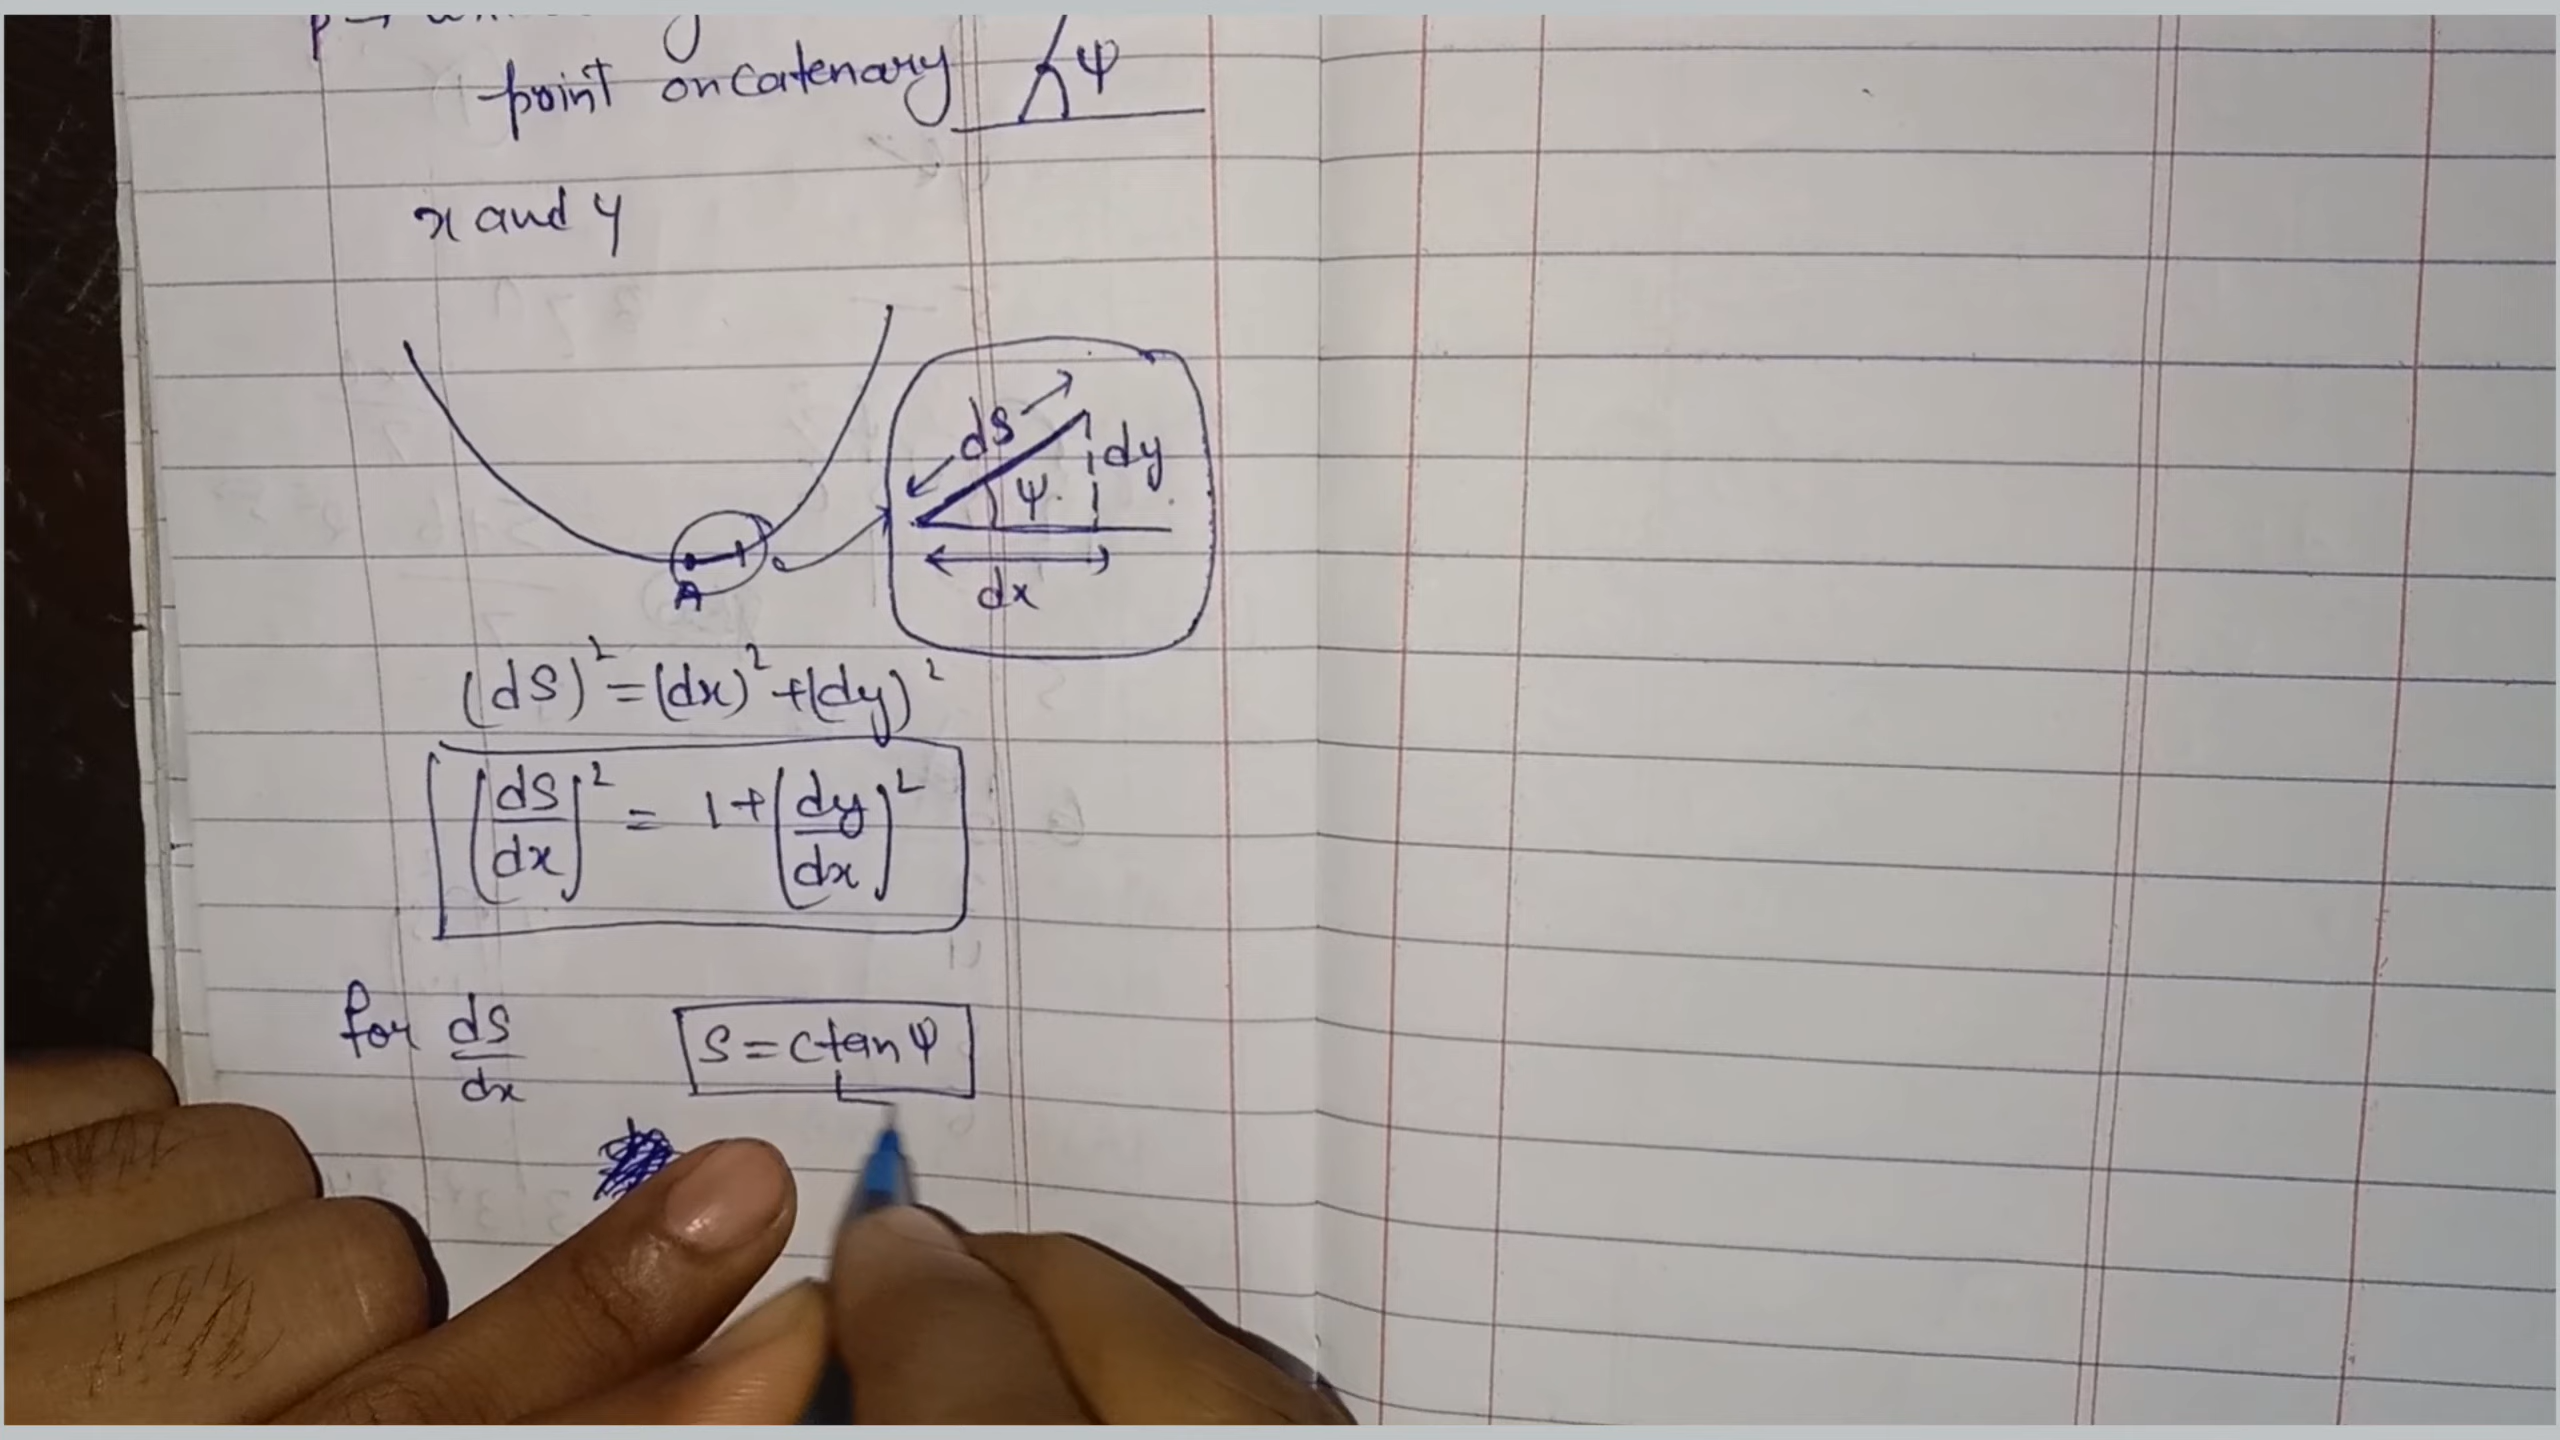 point on catenary
ψ
x and y
ds
dy
ψ
dx
A
(ds)² = (dx)² + (dy)²
(ds/dx)² = 1 + (dy/dx)²
for ds/dx
s = c tan ψ